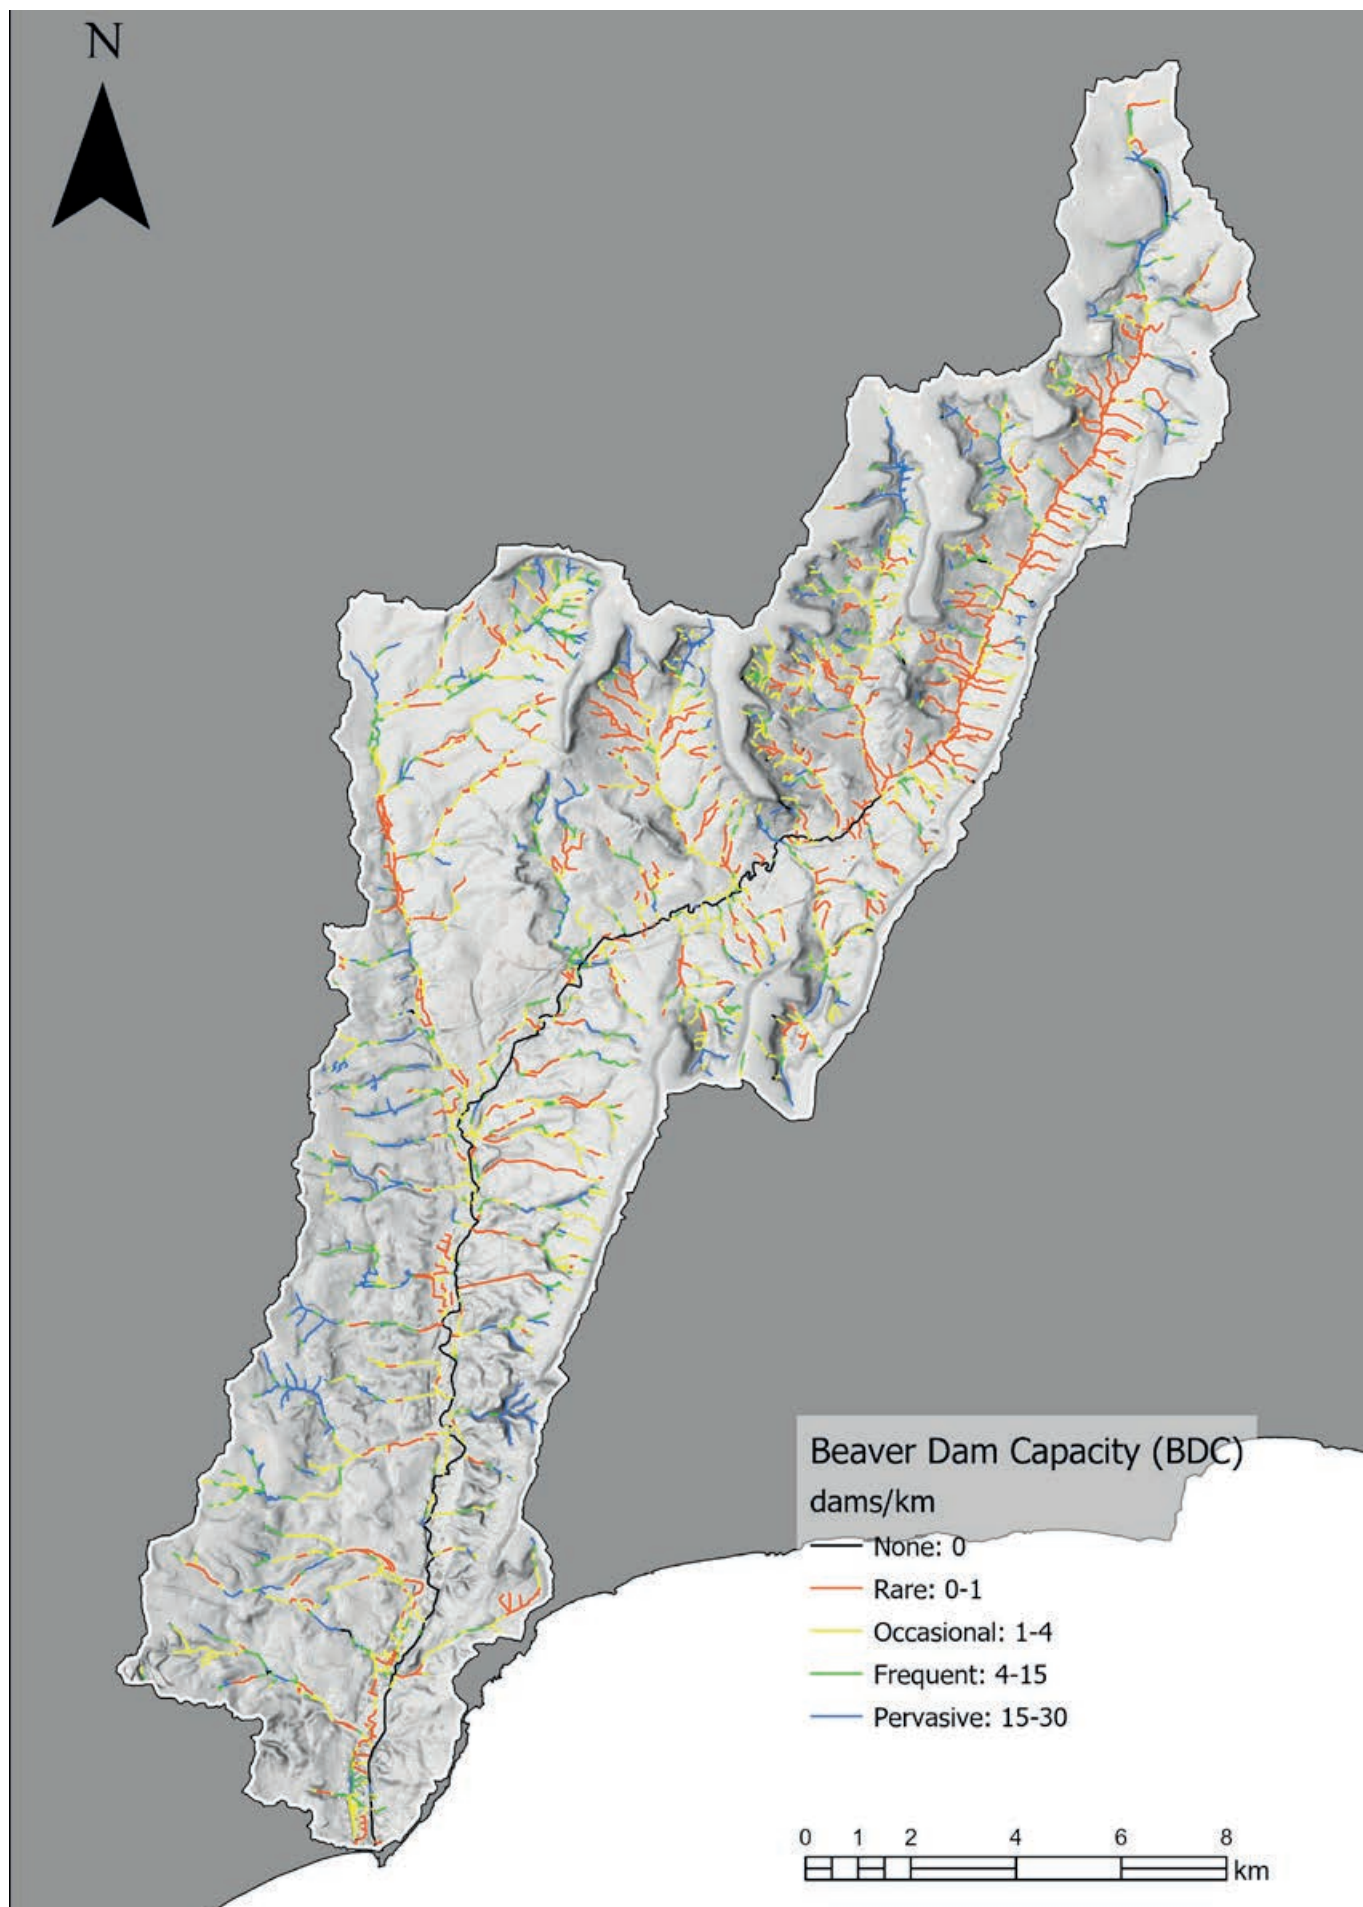 N
Beaver Dam Capacity (BDC)
dams/km
None: 0
Rare: 0-1
Occasional: 1-4
Frequent: 4-15
Pervasive: 15-30
0 1 2 4 6 8
km